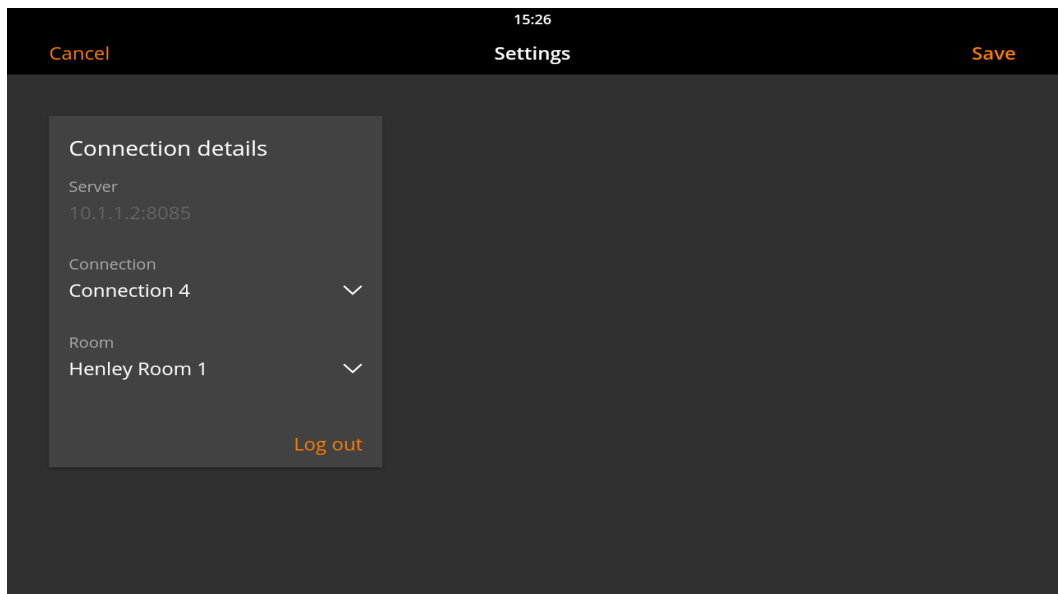 15:26
Cancel Settings Save
Connection details
Server
10.1.1.2:8085
Connection
Connection 4
Room
Henley Room 1
Log out